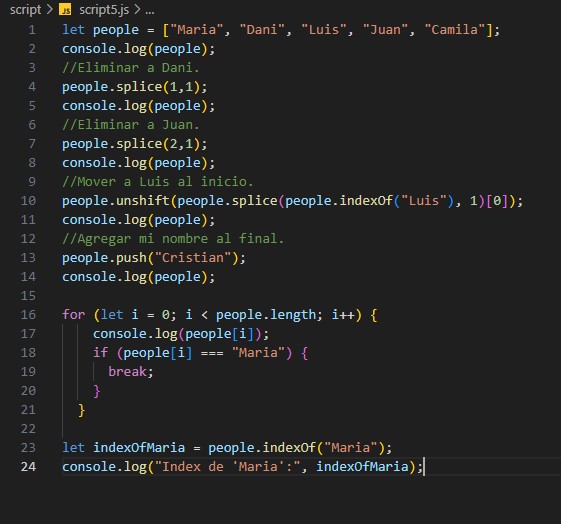 script > JS script5.js > ...
1 let people = ["Maria", "Dani", "Luis", "Juan", "Camila"];
2 console.log(people);
3 //Eliminar a Dani.
4 people.splice(1,1);
5 console.log(people);
6 //Eliminar a Juan.
7 people.splice(2,1);
8 console.log(people);
9 //Mover a Luis al inicio.
10 people.unshift(people.splice(people.indexOf("Luis"), 1)[0]);
11 console.log(people);
12 //Agregar mi nombre al final.
13 people.push("Cristian");
14 console.log(people);
15
16 for (let i = 0; i < people.length; i++) {
17     console.log(people[i]);
18     if (people[i] === "Maria") {
19       break;
20     }
21   }
22
23 let indexOfMaria = people.indexOf("Maria");
24 console.log("Index de 'Maria':", indexOfMaria);